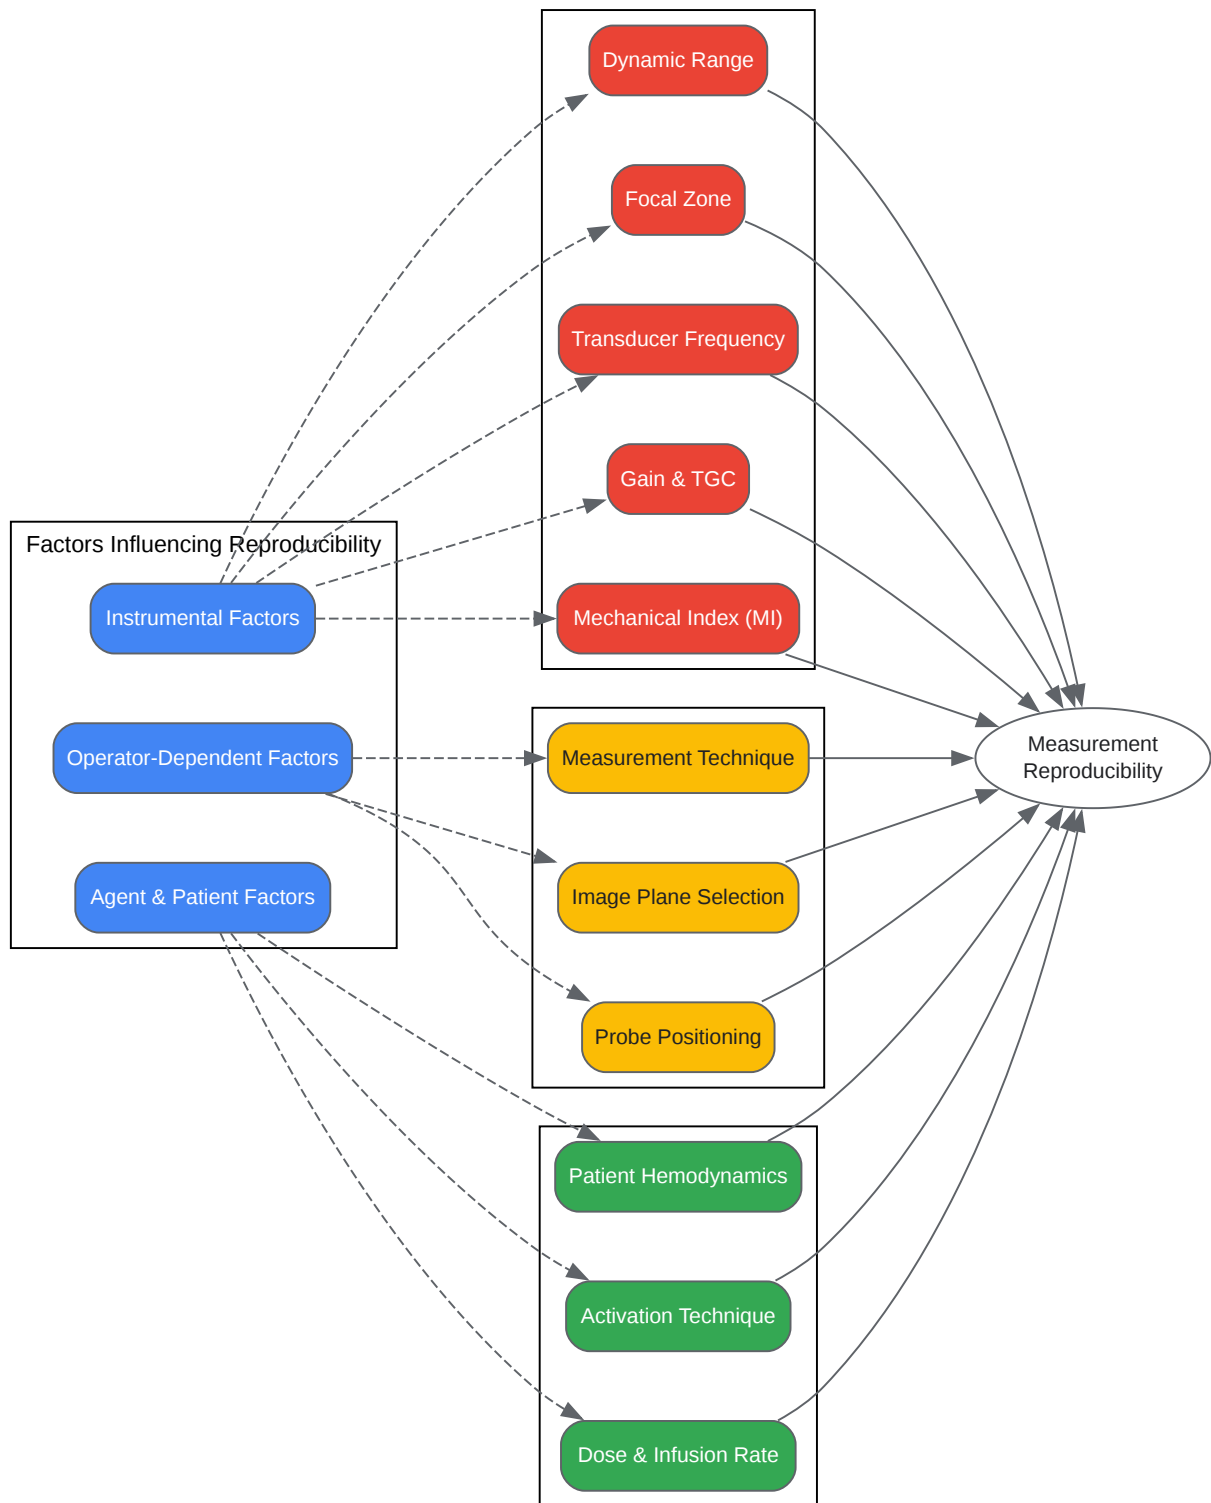 Factors Influencing Reproducibility
Instrumental Factors
Operator-Dependent Factors
Agent & Patient Factors
Dynamic Range
Focal Zone
Transducer Frequency
Gain & TGC
Mechanical Index (MI)
Measurement Technique
Image Plane Selection
Probe Positioning
Patient Hemodynamics
Activation Technique
Dose & Infusion Rate
Measurement
Reproducibility